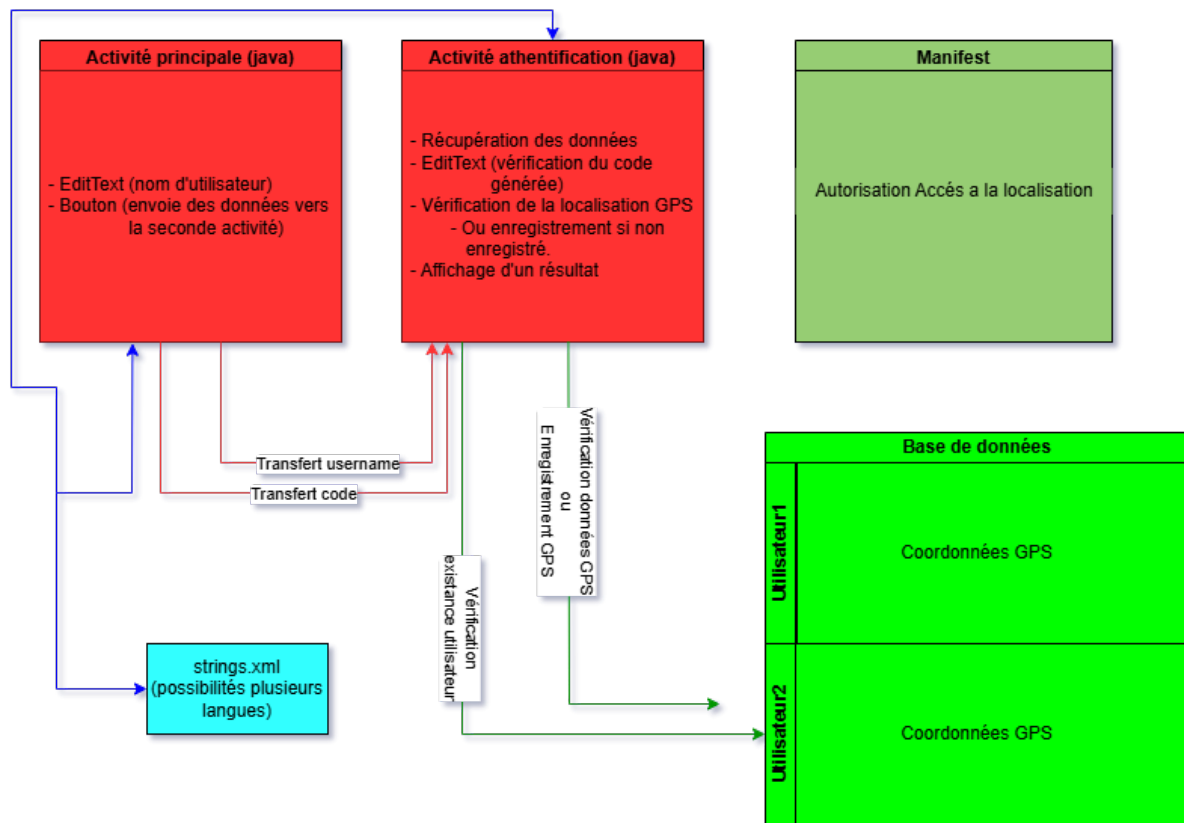 Activité principale (java)
- EditText (nom d'utilisateur)
- Bouton (envoie des données vers
la seconde activité)
Activité athentification (java)
- Récupération des données
- EditText (vérification du code
générée)
- Vérification de la localisation GPS
- Ou enregistrement si non
enregistré.
- Affichage d'un résultat
Manifest
Autorisation Accés a la localisation
Transfert username
Transfert code
Vérification
existance utilisateur
Vérification données GPS
ou
Enregistrement GPS
strings.xml
(possibilités plusieurs
langues)
Base de données
Utilisateur1
Coordonnées GPS
Utilisateur2
Coordonnées GPS